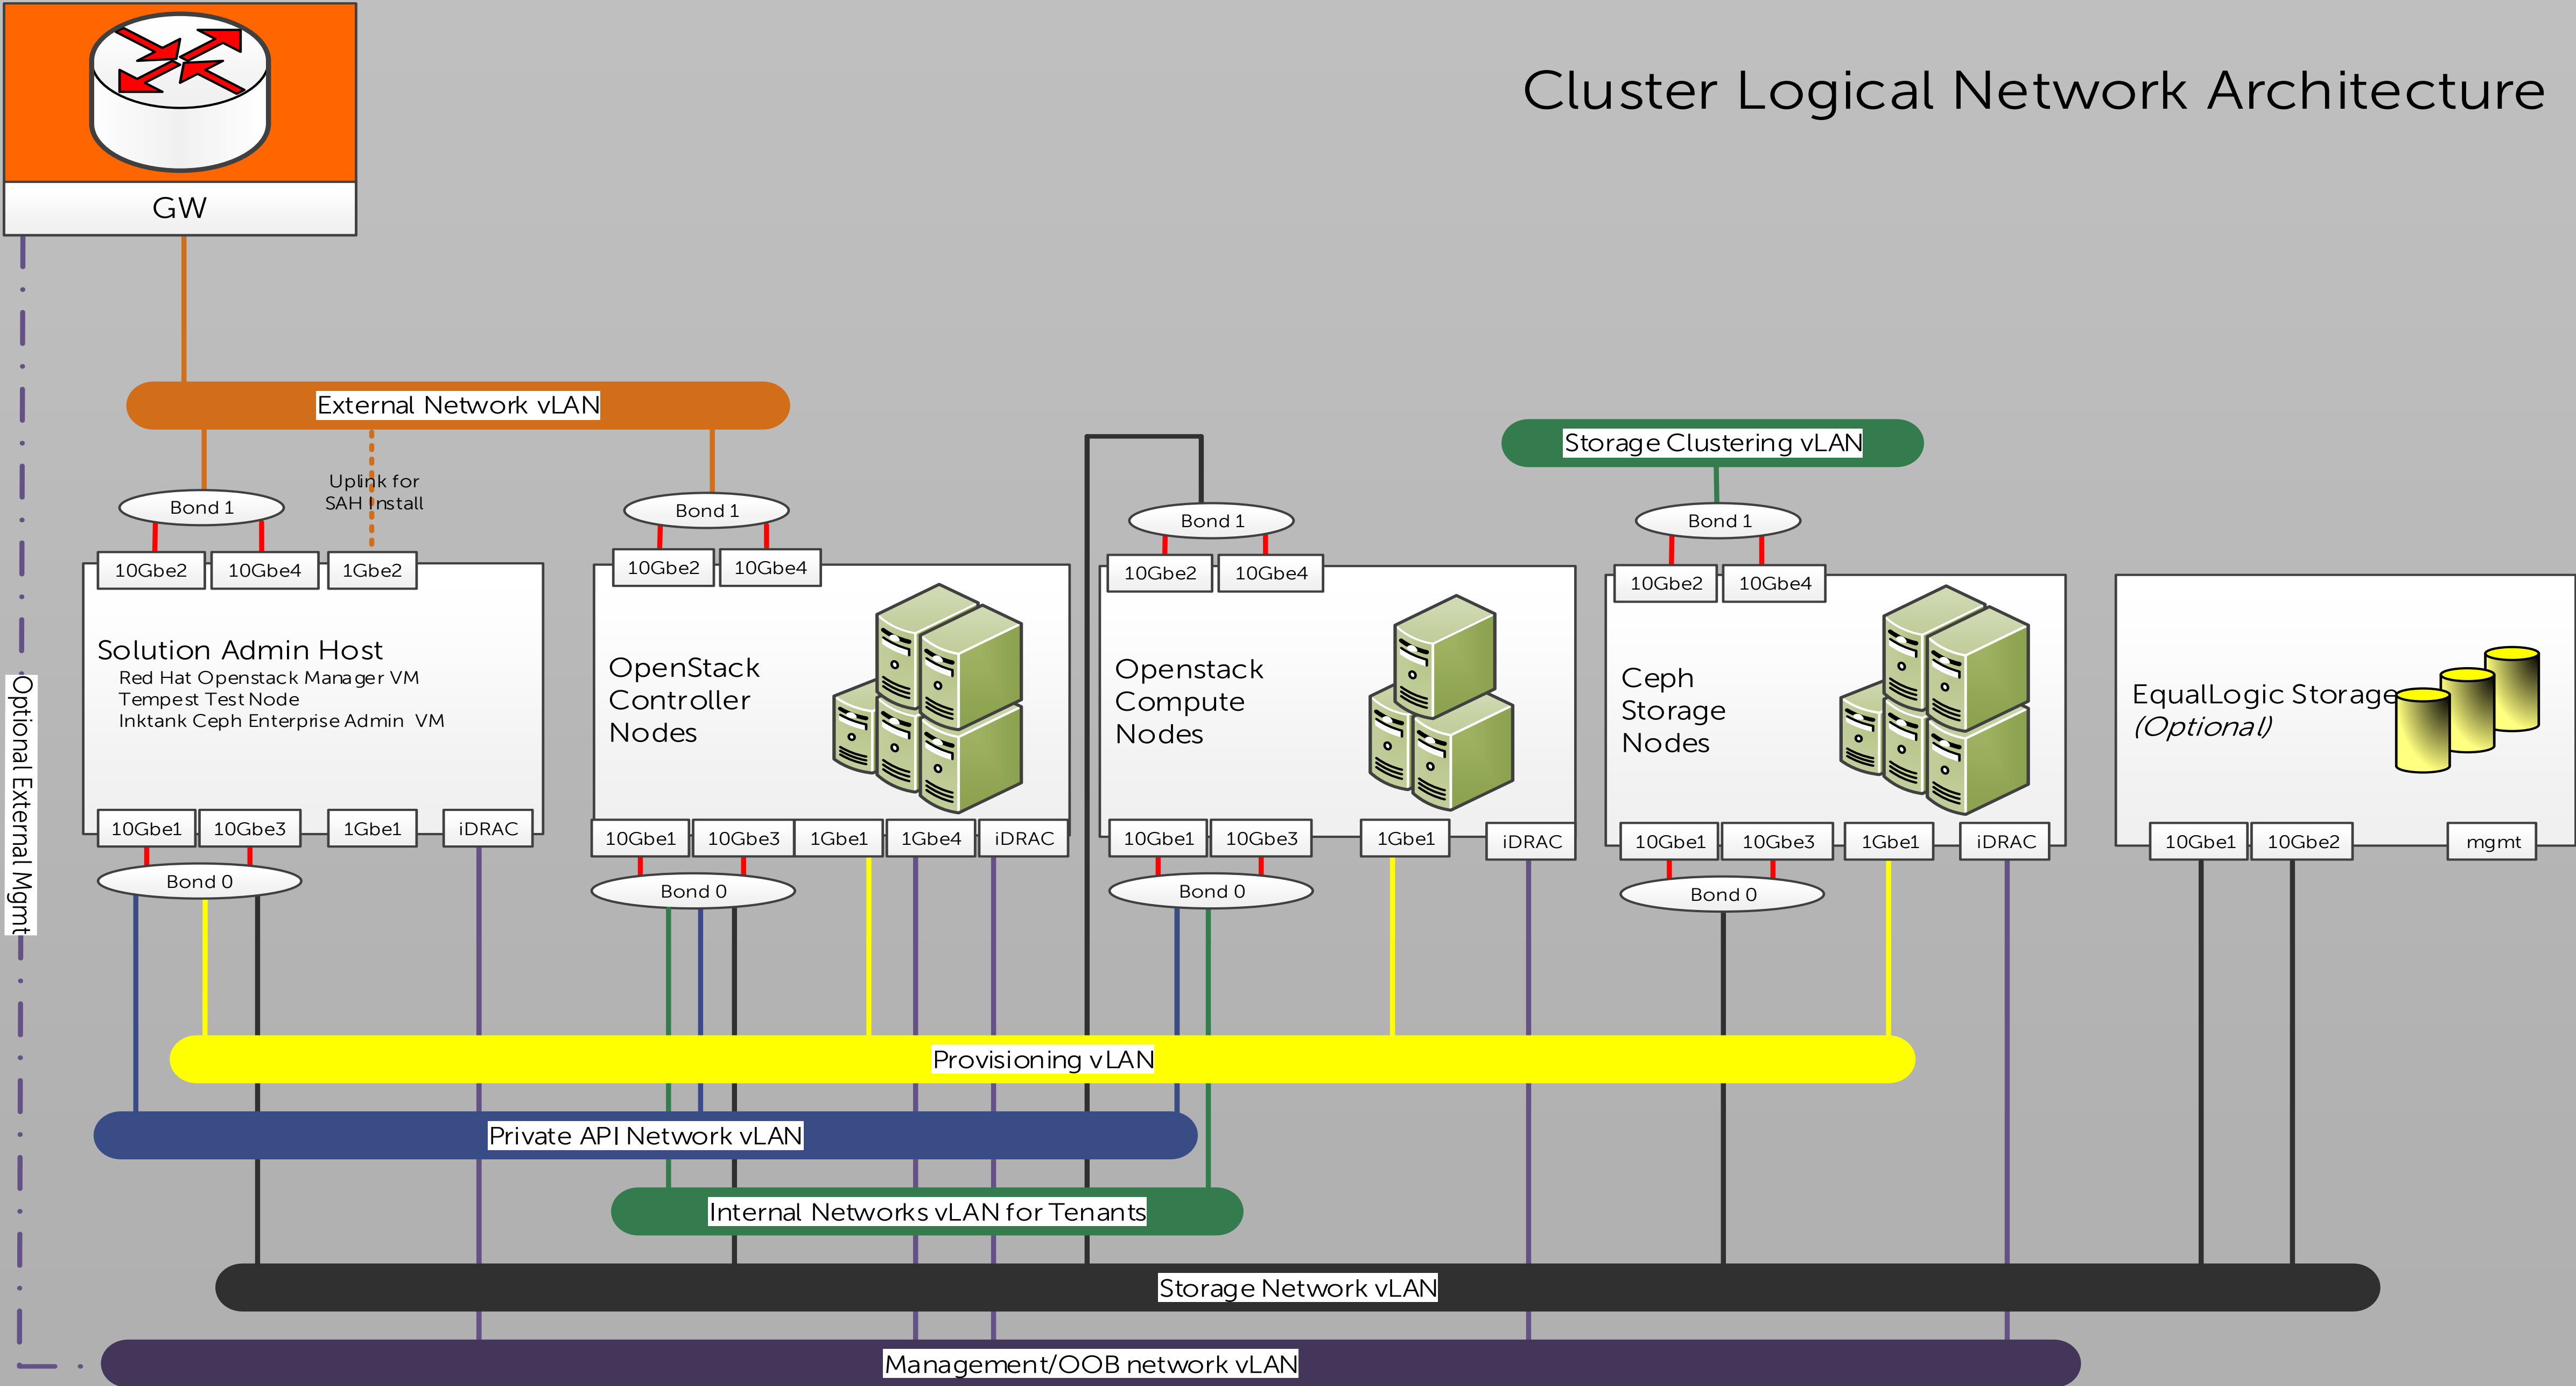 Cluster Logical Network Architecture
GW
External Network vLAN
Storage Clustering vLAN
Uplink for
SAH Install
Bond 1
Bond 1
Bond 1
Bond 1
10Gbe2
10Gbe4
1Gbe2
10Gbe2
10Gbe4
10Gbe2
10Gbe4
10Gbe2
10Gbe4
Solution Admin Host
Red Hat Openstack Manager VM
Tempest Test Node
Inktank Ceph Enterprise Admin VM
OpenStack
Controller
Nodes
Openstack
Compute
Nodes
Ceph
Storage
Nodes
EqualLogic Storage
(Optional)
Optional External Mgmt
10Gbe1
10Gbe3
1Gbe1
iDRAC
10Gbe1
10Gbe3
1Gbe1
1Gbe4
iDRAC
10Gbe1
10Gbe3
1Gbe1
iDRAC
10Gbe1
10Gbe3
1Gbe1
iDRAC
10Gbe1
10Gbe2
mgmt
Bond 0
Bond 0
Bond 0
Bond 0
Provisioning vLAN
Private API Network vLAN
Internal Networks vLAN for Tenants
Storage Network vLAN
Management/OOB network vLAN